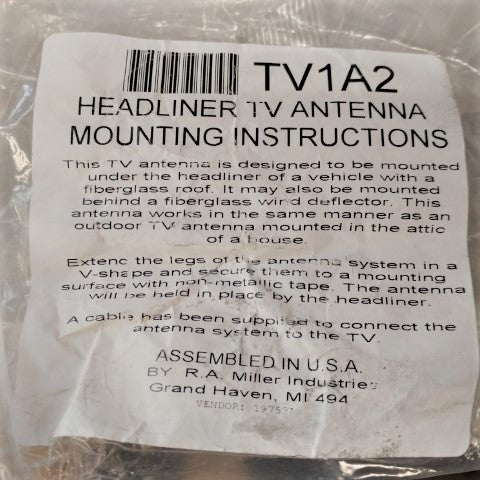 TV1A2
HEADLINER TV ANTENNA
MOUNTING INSTRUCTIONS
This TV antenna is designed to be mounted
under the headliner of a vehicle with a
fiberglass roof. It may also be mounted
behind a fiberglass wind deflector. This
antenna works in the same manner as an
outdoor TV antenna mounted in the attic
of a house.
Extend the legs of the antenna system in a
V-shape and secure them to a mounting
surface with non-metallic tape. The antenna
will be held in place by the headliner.
A cable has been supplied to connect the
antenna system to the TV.
ASSEMBLED IN U.S.A.
BY R.A. Miller Industries
Grand Haven, MI 494
VENDOR: